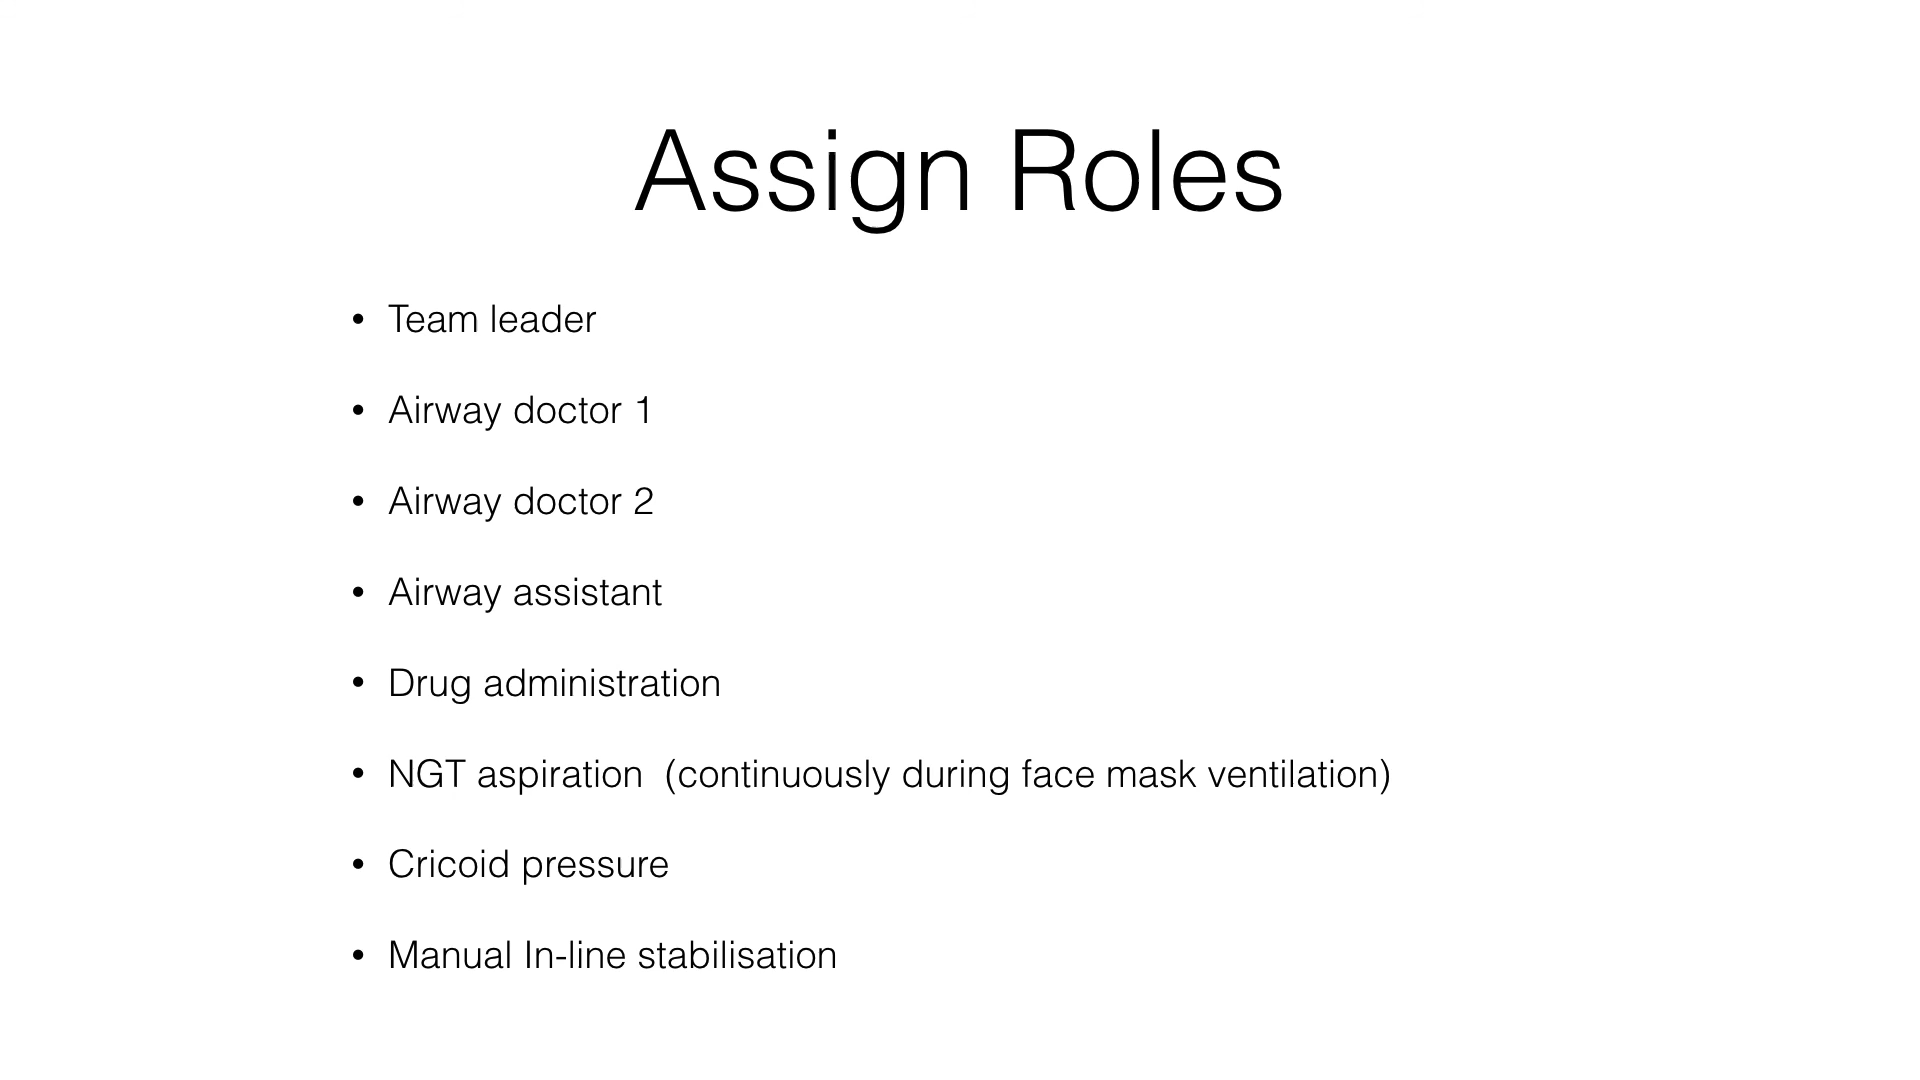 Assign Roles
• Team leader
• Airway doctor 1
• Airway doctor 2
• Airway assistant
• Drug administration
• NGT aspiration  (continuously during face mask ventilation)
• Cricoid pressure
• Manual In-line stabilisation